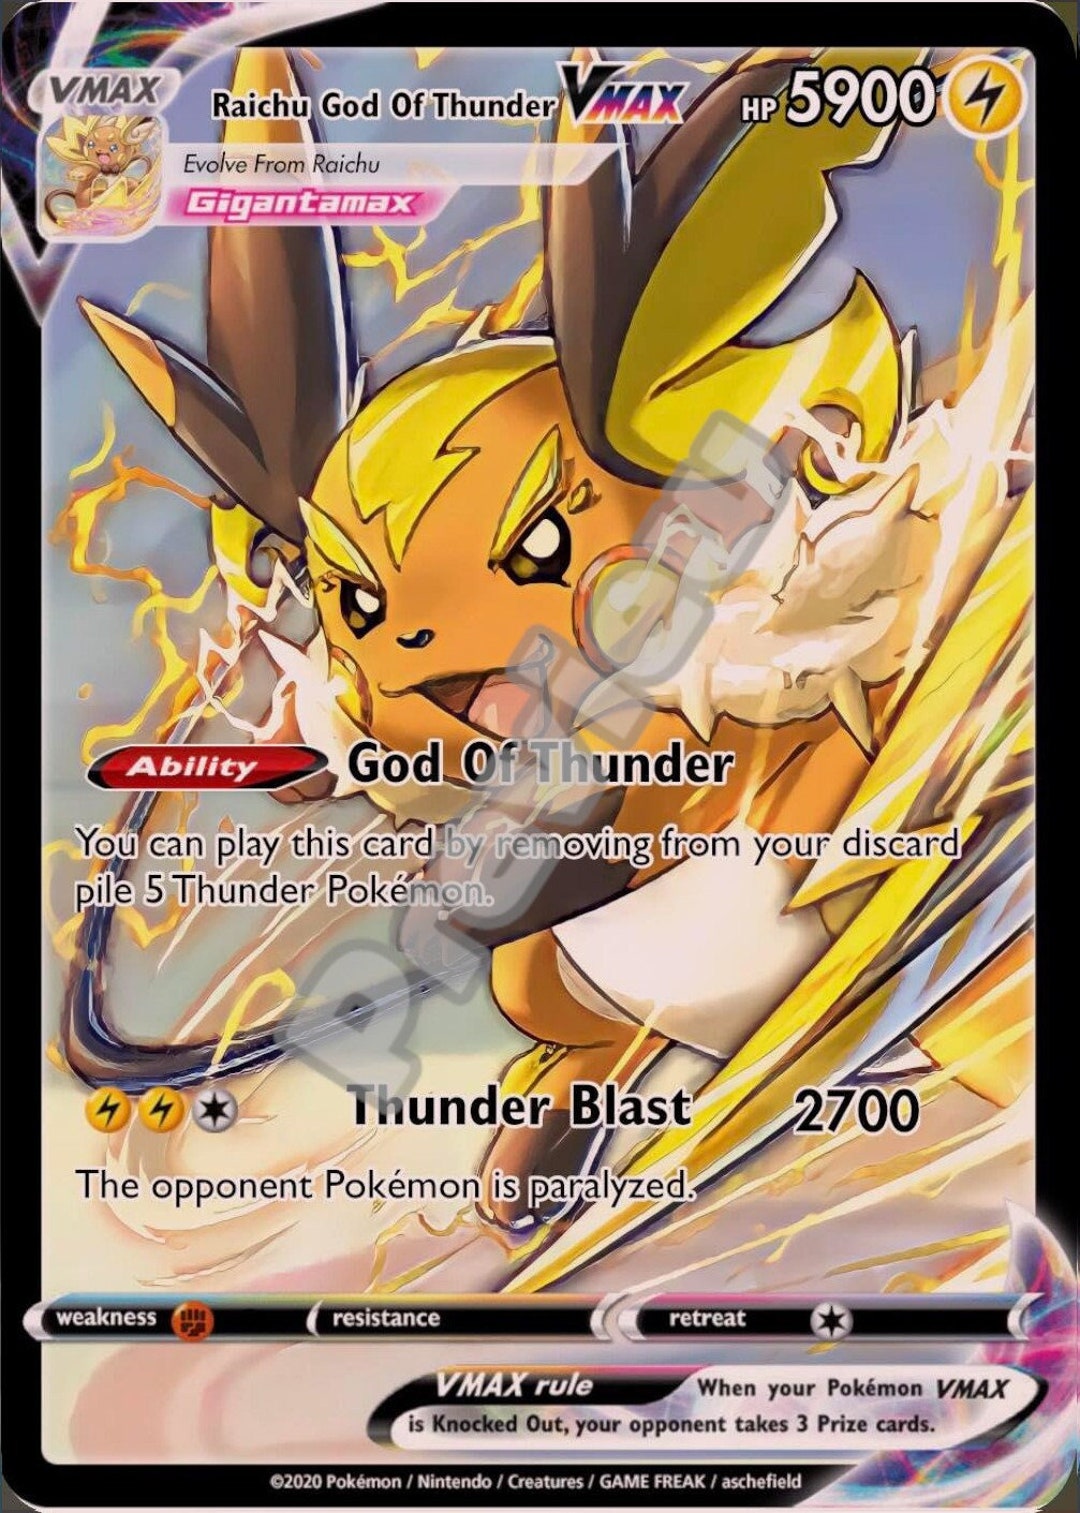 VMAX
Raichu God Of Thunder VMAX HP 5900
Evolve From Raichu
Gigantamax
Ability God Of Thunder
You can play this card by removing from your discard
pile 5 Thunder Pokémon.
Thunder Blast 2700
The opponent Pokémon is paralyzed.
weakness resistance retreat
VMAX rule When your Pokémon VMAX
is Knocked Out, your opponent takes 3 Prize cards.
©2020 Pokémon / Nintendo / Creatures / GAME FREAK / aschefield